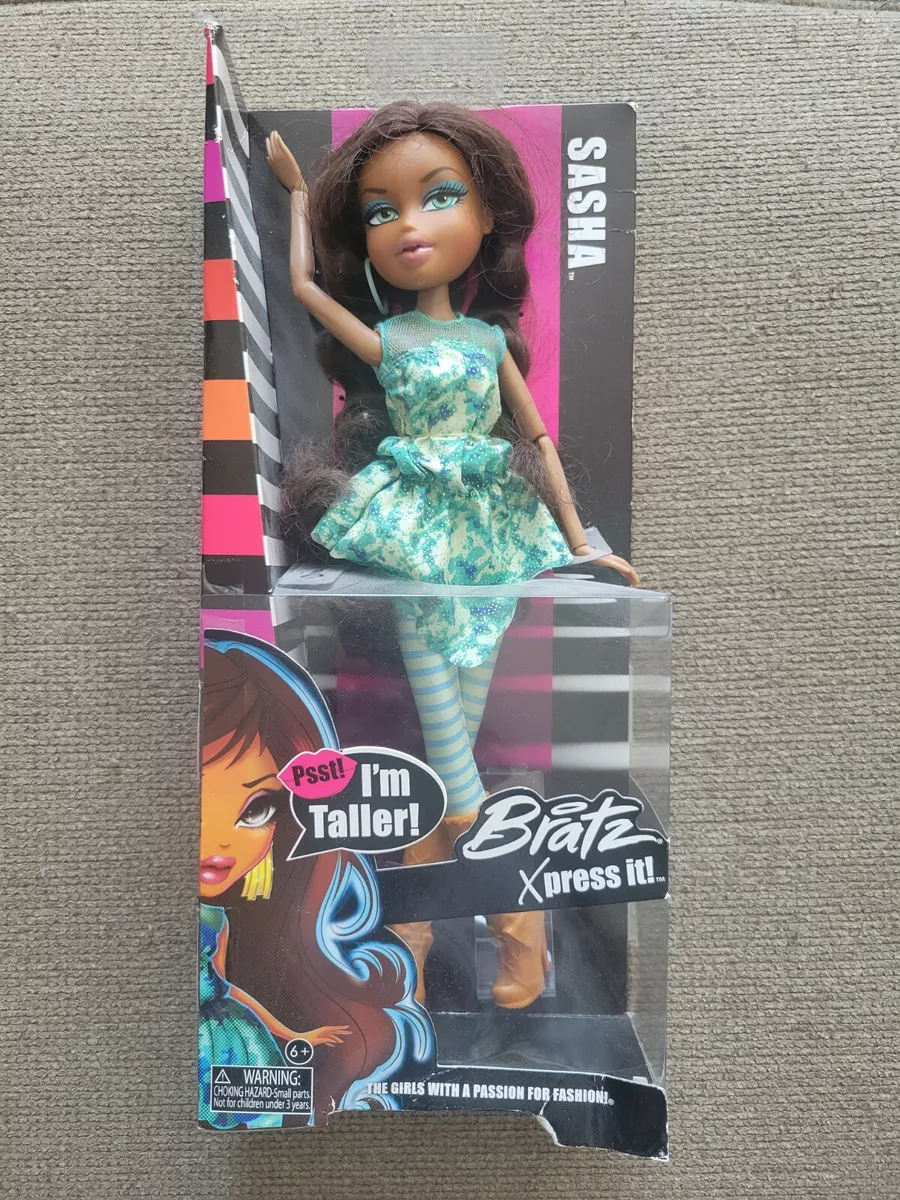 SASHA™
Psst!
I'm
Taller!
Bratz®
Xpress it!™
6+
⚠ WARNING:
CHOKING HAZARD-Small parts.
Not for children under 3 years.
THE GIRLS WITH A PASSION FOR FASHION!®